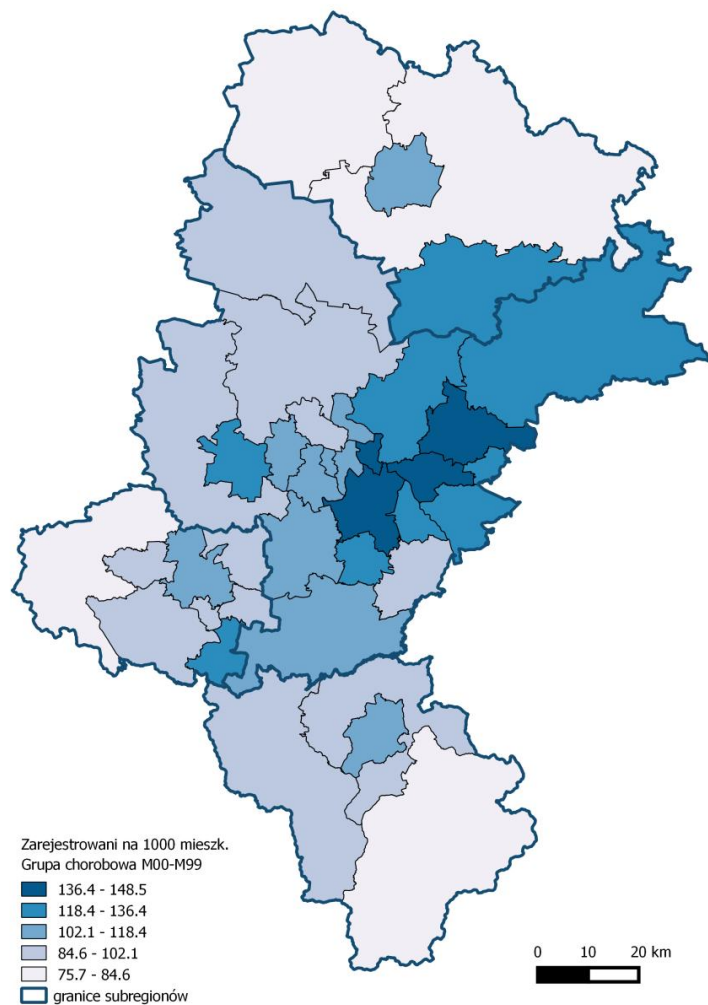 Zarejestrowani na 1000 mieszk.
Grupa chorobowa M00-M99
136.4 - 148.5
118.4 - 136.4
102.1 - 118.4
84.6 - 102.1
75.7 - 84.6
granice subregionów
0 10 20 km